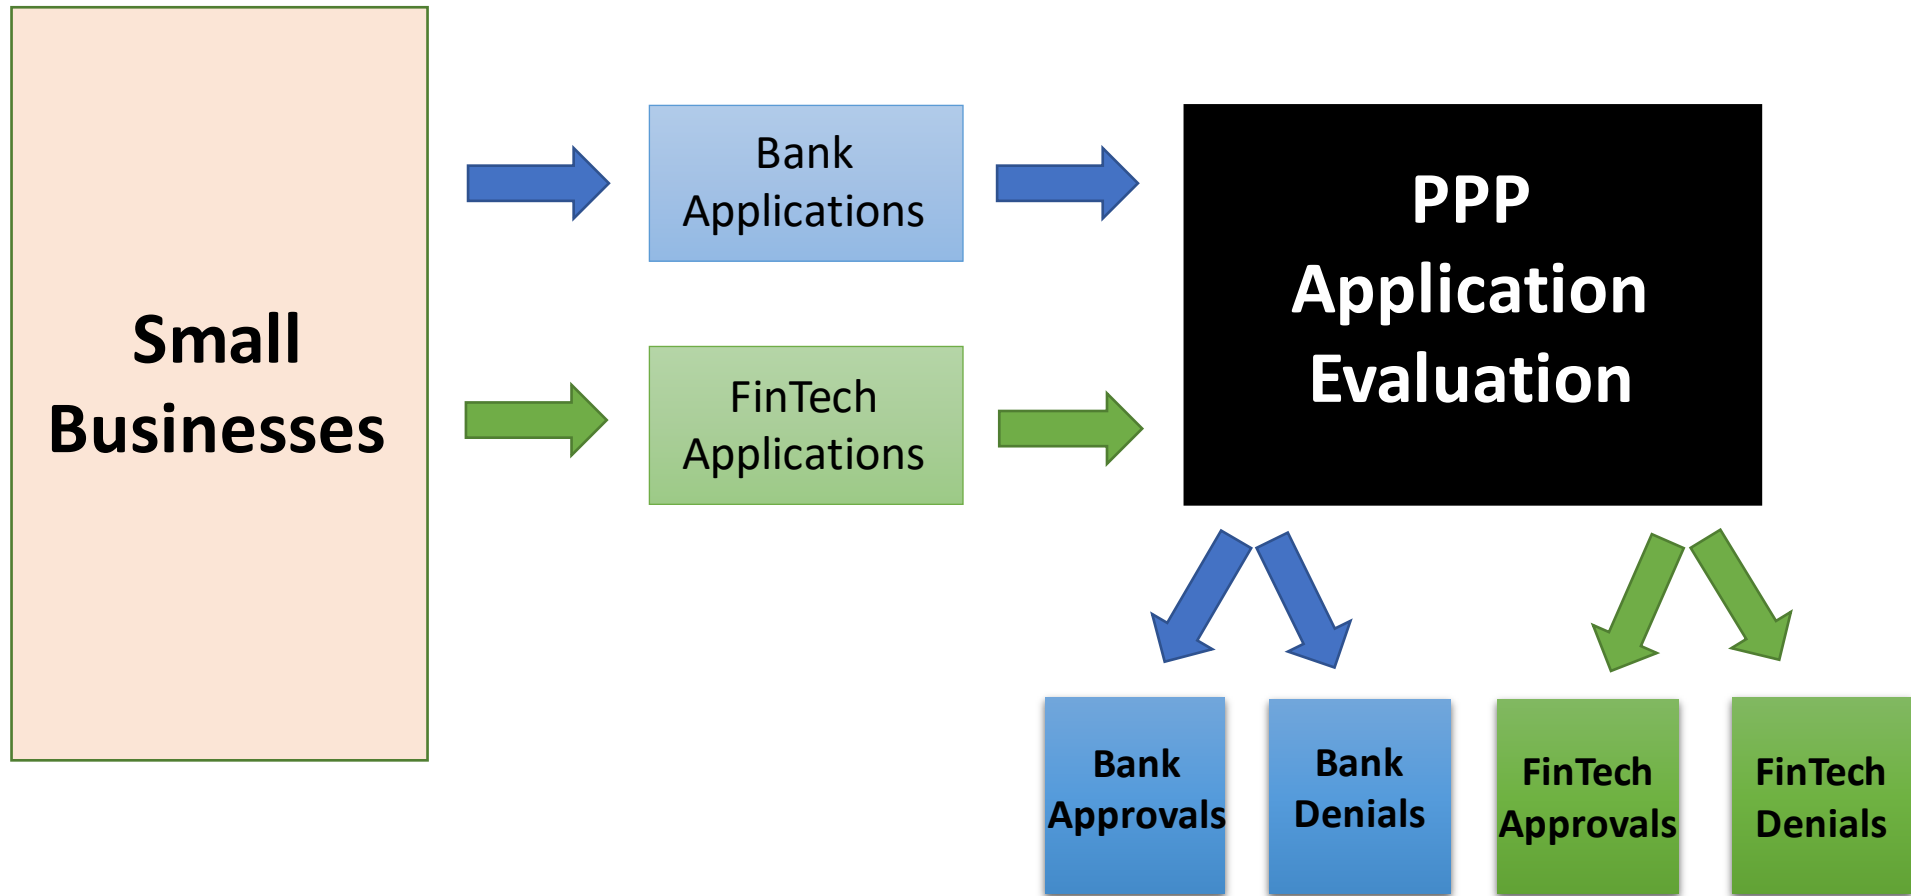 Small
Businesses
Bank
Applications
FinTech
Applications
PPP
Application
Evaluation
Bank
Approvals
Bank
Denials
FinTech
Approvals
FinTech
Denials